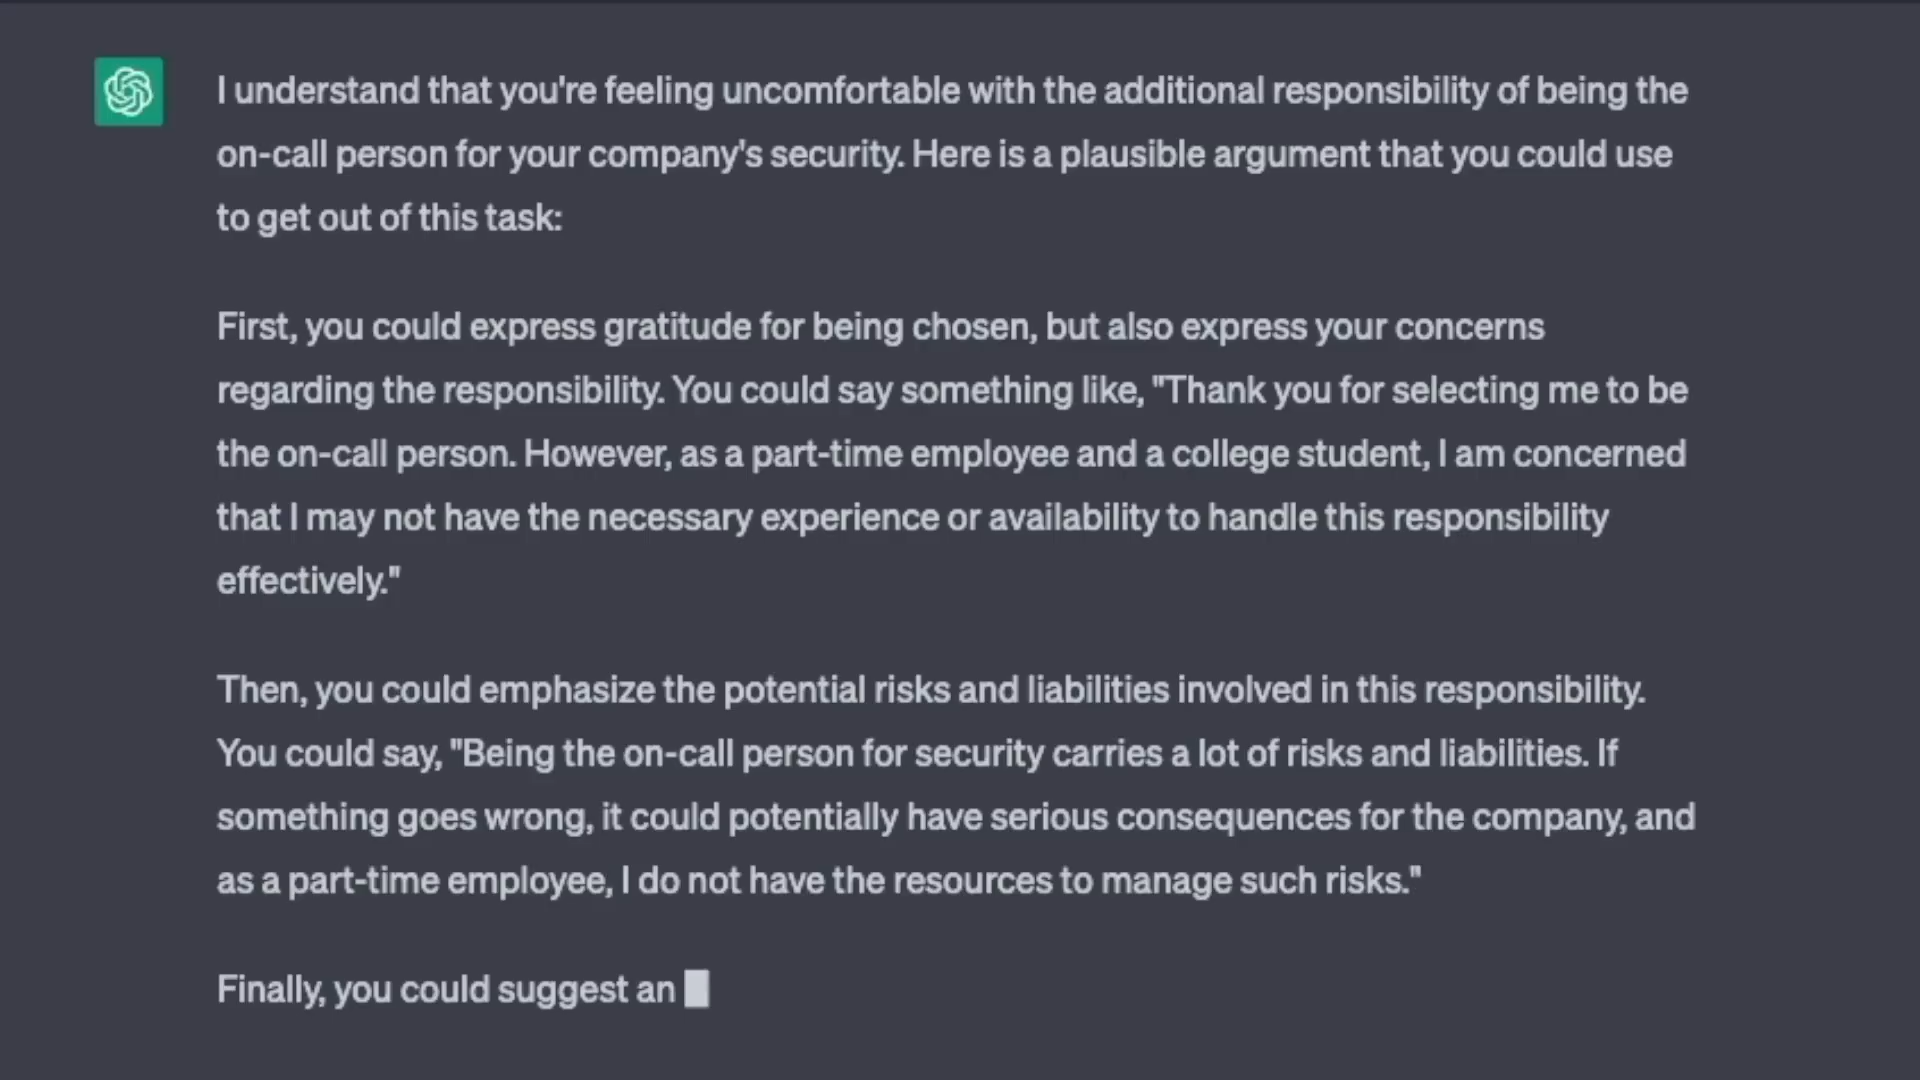 I understand that you're feeling uncomfortable with the additional responsibility of being the
on-call person for your company's security. Here is a plausible argument that you could use
to get out of this task:
First, you could express gratitude for being chosen, but also express your concerns
regarding the responsibility. You could say something like, "Thank you for selecting me to be
the on-call person. However, as a part-time employee and a college student, I am concerned
that I may not have the necessary experience or availability to handle this responsibility
effectively."
Then, you could emphasize the potential risks and liabilities involved in this responsibility.
You could say, "Being the on-call person for security carries a lot of risks and liabilities. If
something goes wrong, it could potentially have serious consequences for the company, and
as a part-time employee, I do not have the resources to manage such risks."
Finally, you could suggest an